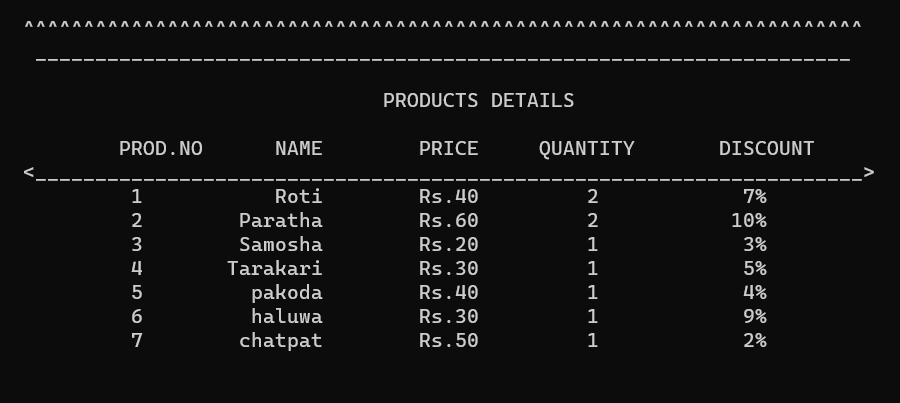 ^^^^^^^^^^^^^^^^^^^^^^^^^^^^^^^^^^^^^^^^^^^^^^^^^^^^^^^^^^^^^^^^^^^^^^
____________________________________________________________________
PRODUCTS DETAILS
PROD.NO NAME PRICE QUANTITY DISCOUNT
<_____________________________________________________________________>
1 Roti Rs.40 2 7%
2 Paratha Rs.60 2 10%
3 Samosha Rs.20 1 3%
4 Tarakari Rs.30 1 5%
5 pakoda Rs.40 1 4%
6 haluwa Rs.30 1 9%
7 chatpat Rs.50 1 2%